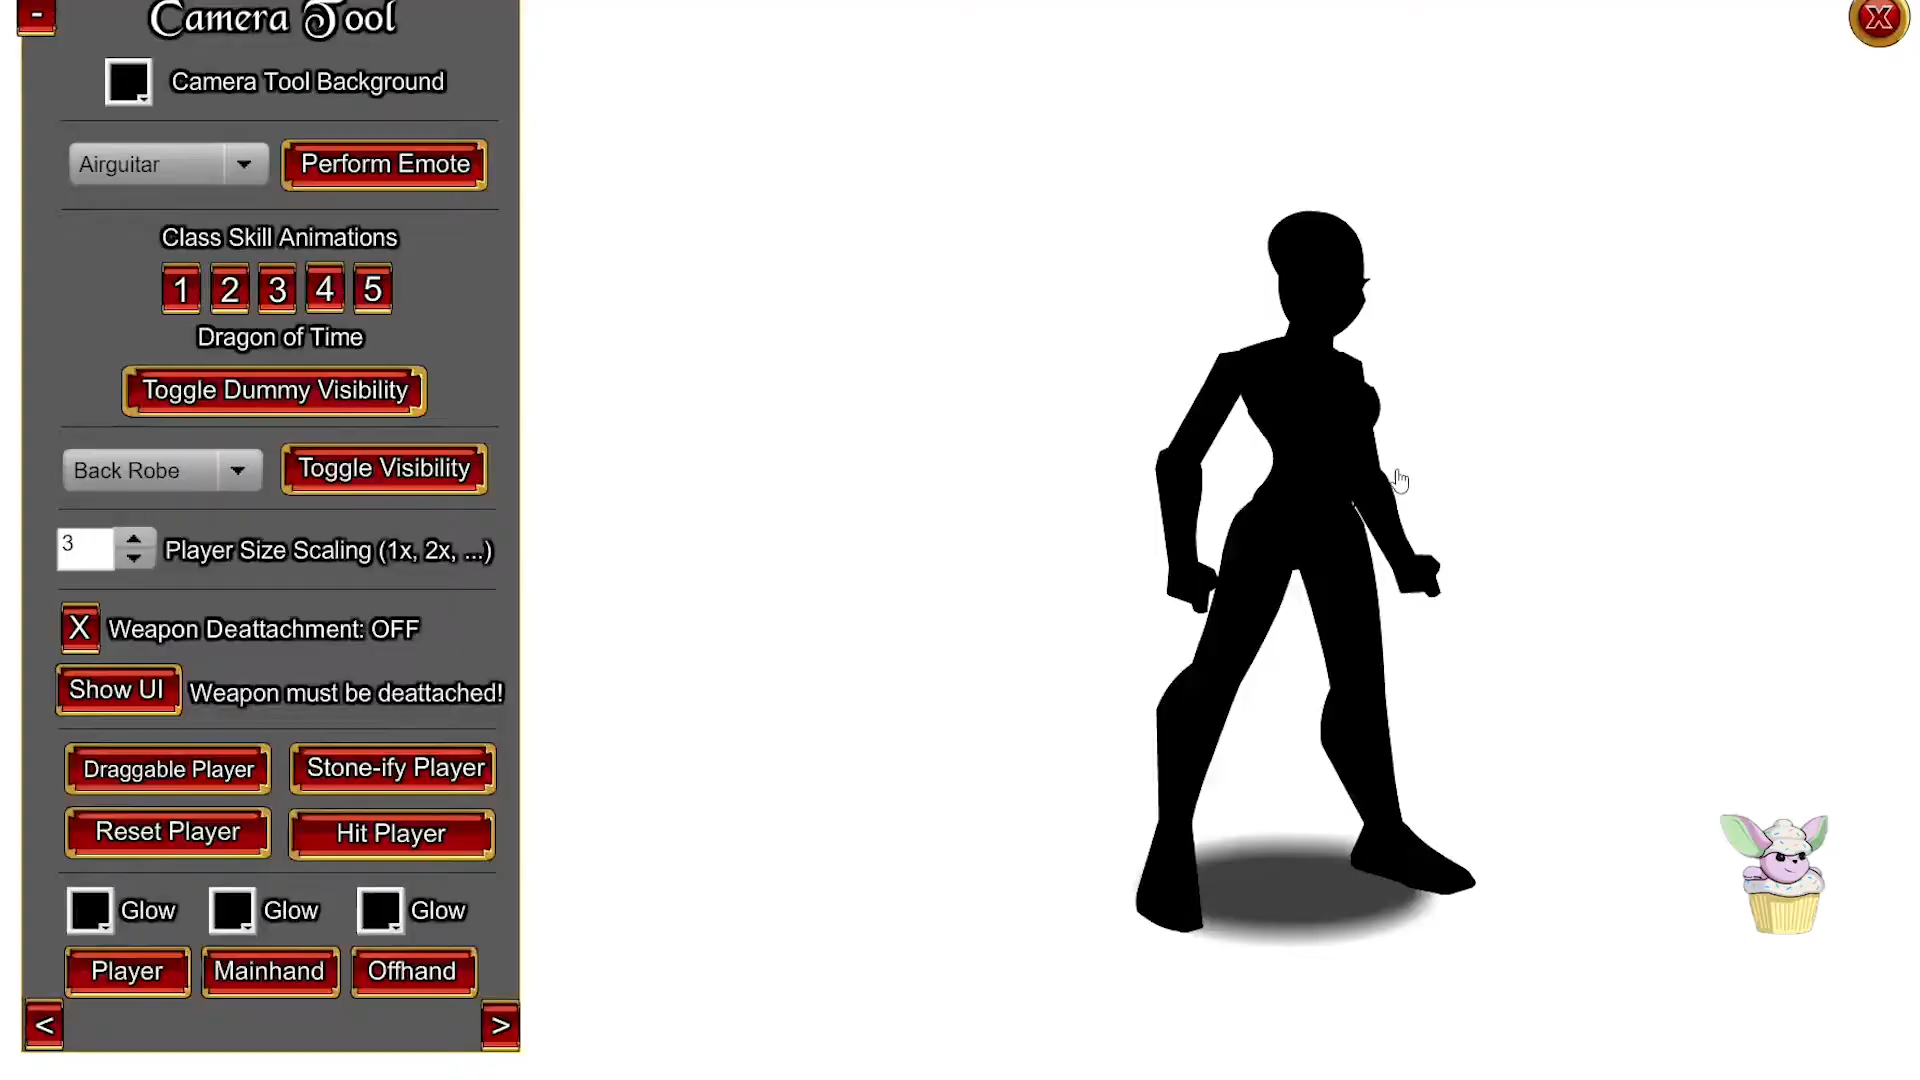 -
Camera Tool
X
Camera Tool Background
Airguitar
Perform Emote
Class Skill Animations
1 2 3 4 5
Dragon of Time
Toggle Dummy Visibility
Back Robe
Toggle Visibility
3
Player Size Scaling (1x, 2x, ...)
X
Weapon Deattachment: OFF
Show UI
Weapon must be deattached!
Draggable Player
Stone-ify Player
Reset Player
Hit Player
Glow
Glow
Glow
Player
Mainhand
Offhand
<
>